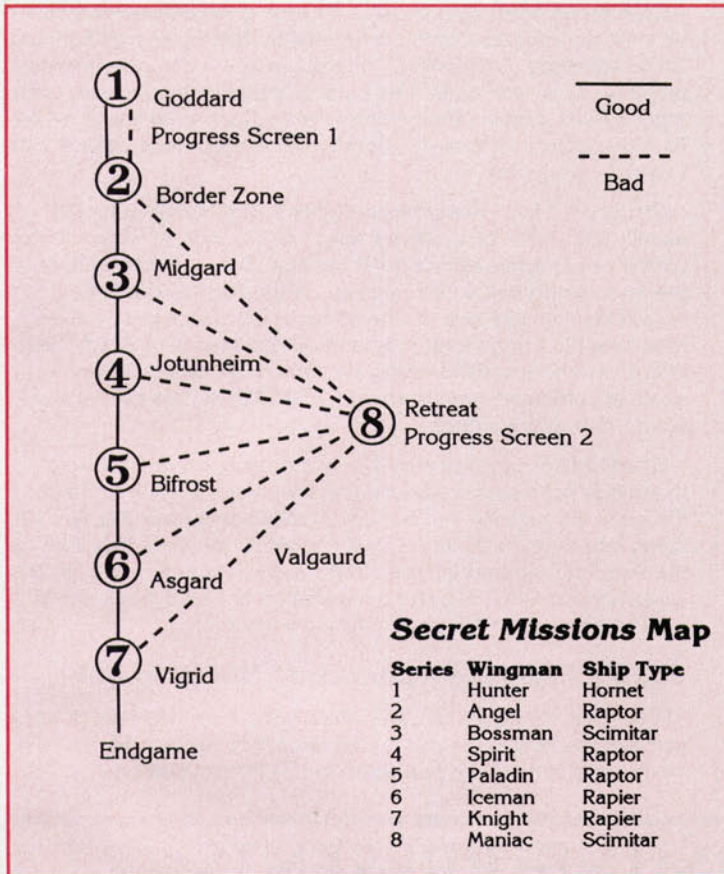 1
Goddard
Progress Screen 1
Good
Bad
2
Border Zone
3
Midgard
4
Jotunheim
8
Retreat
Progress Screen 2
5
Bifrost
Valgaurd
6
Asgard
7
Vigrid
Endgame
Secret Missions Map
Series Wingman Ship Type
1 Hunter Hornet
2 Angel Raptor
3 Bossman Scimitar
4 Spirit Raptor
5 Paladin Raptor
6 Iceman Rapier
7 Knight Rapier
8 Maniac Scimitar